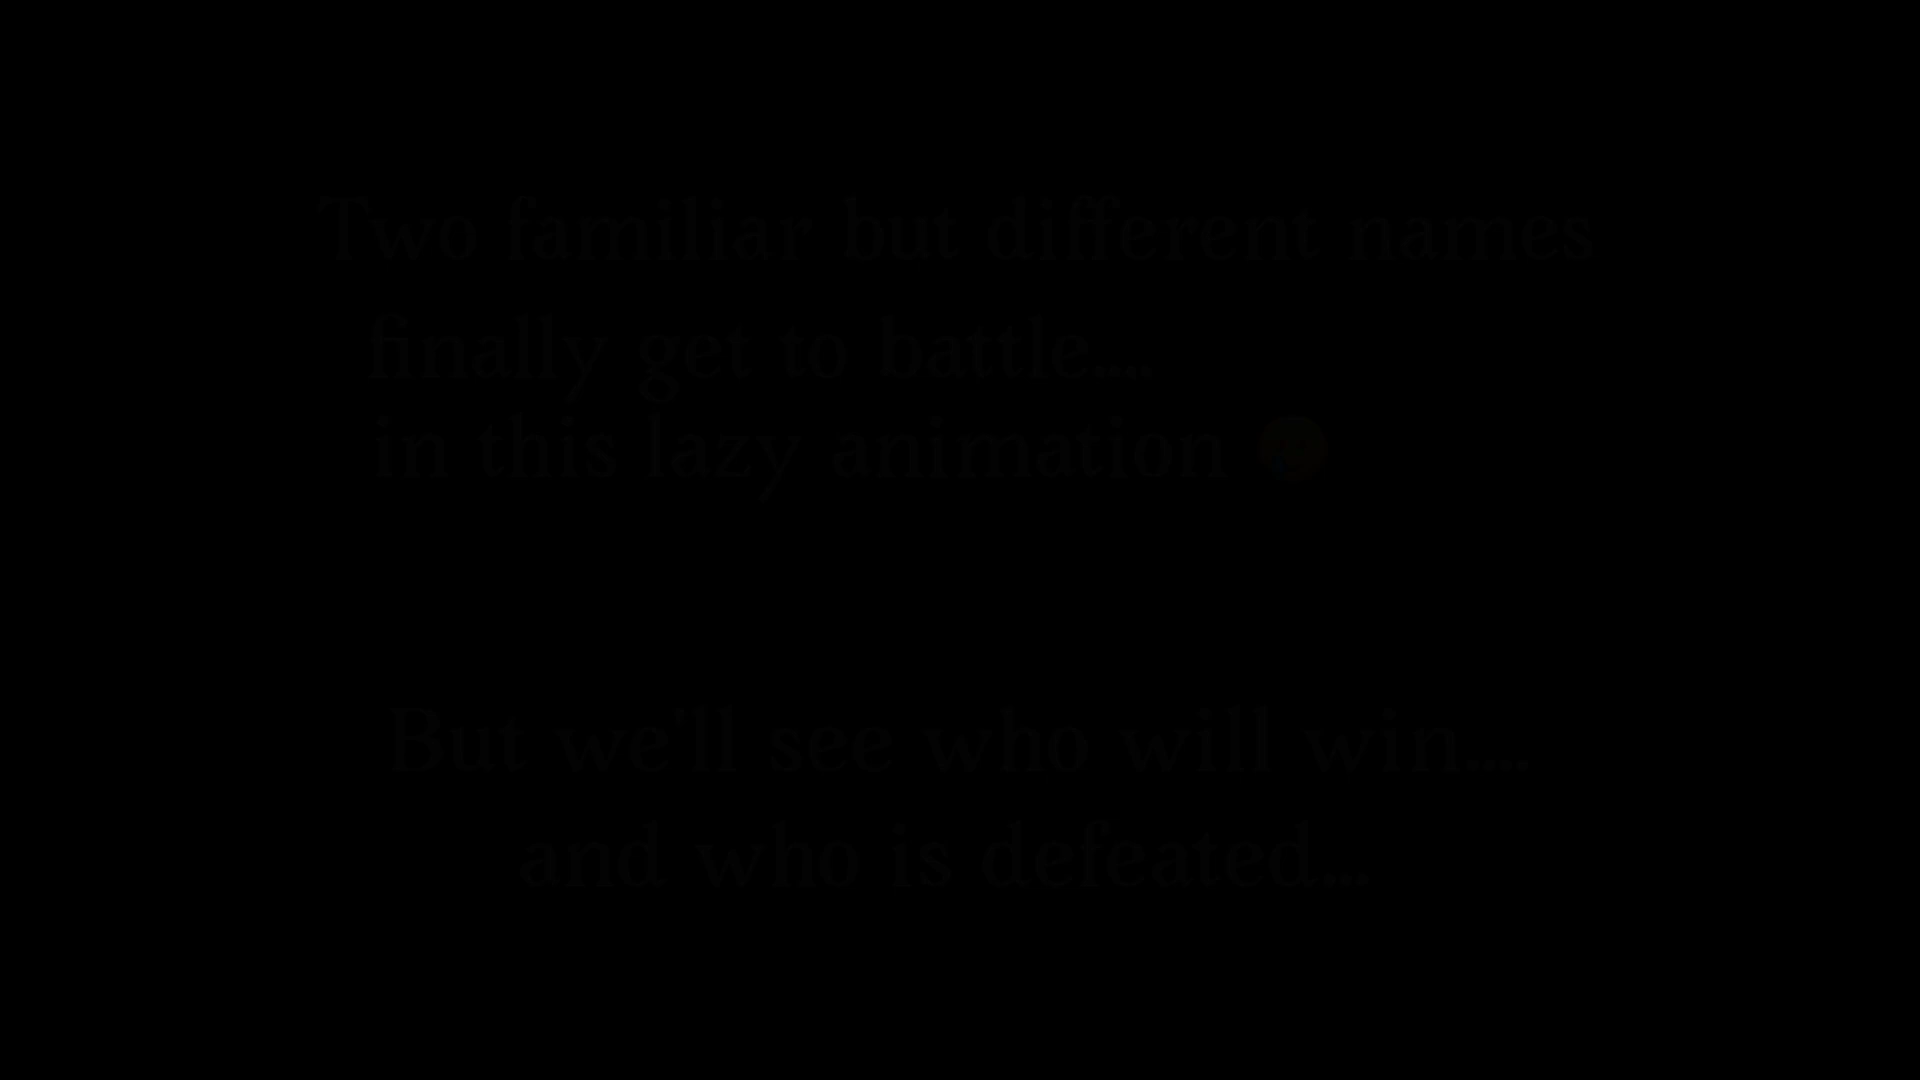 Two familiar but different names
finally get to battle....
in this lazy animation
But we'll see who will win....
and who is defeated...